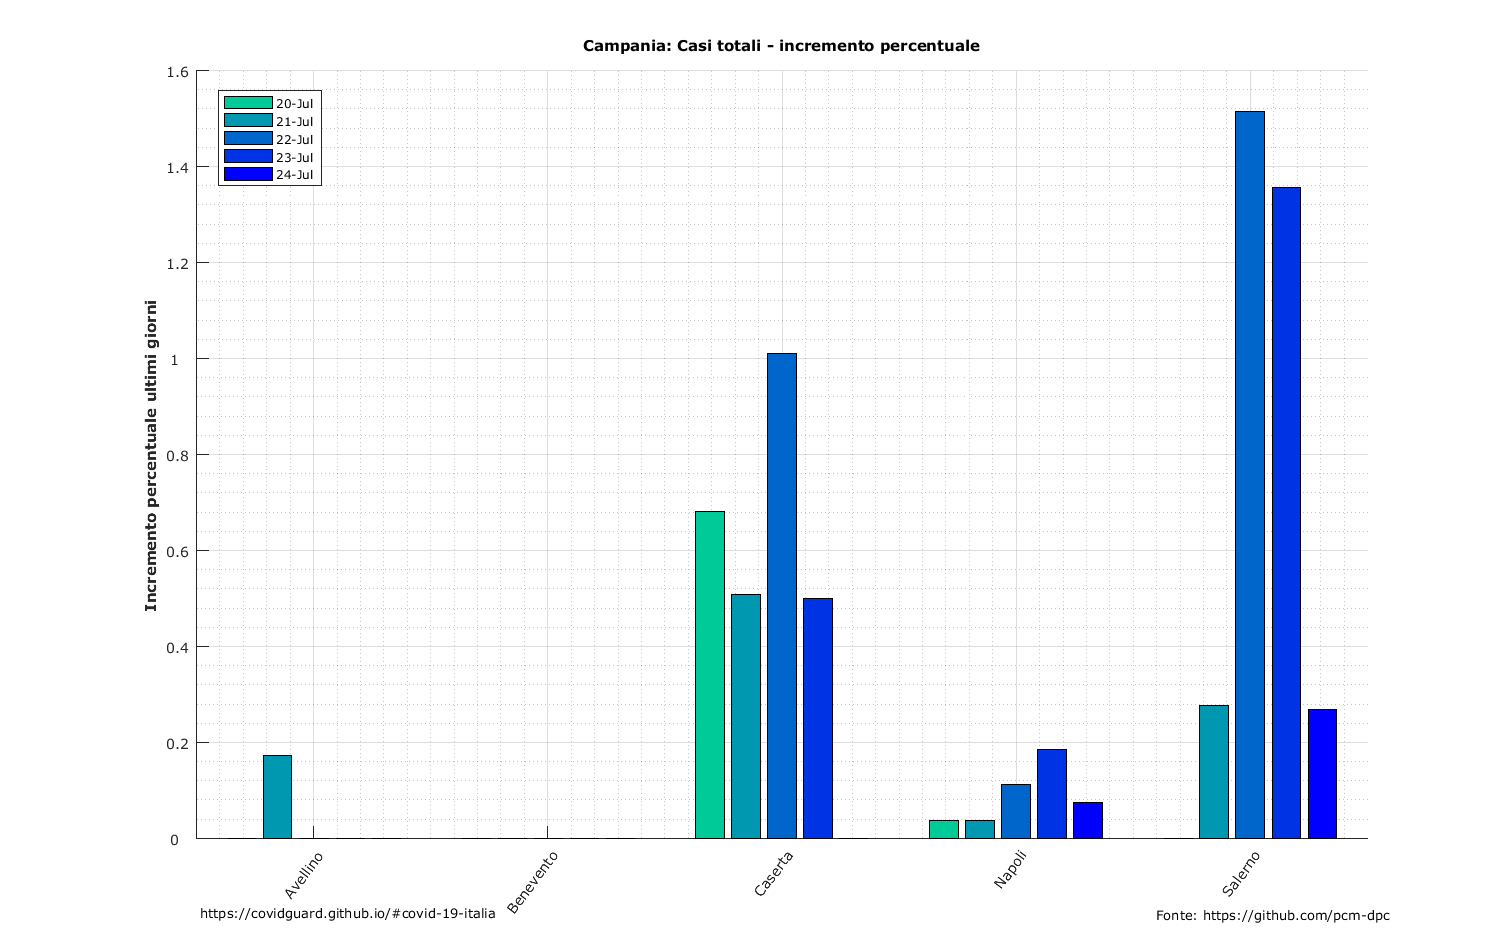 Campania: Casi totali - incremento percentuale
1.6
1.4
1.2
1
0.8
0.6
0.4
0.2
0
Incremento percentuale ultimi giorni
20-Jul
21-Jul
22-Jul
23-Jul
24-Jul
Avellino
Benevento
Caserta
Napoli
Salerno
https://covidguard.github.io/#covid-19-italia
Fonte: https://github.com/pcm-dpc